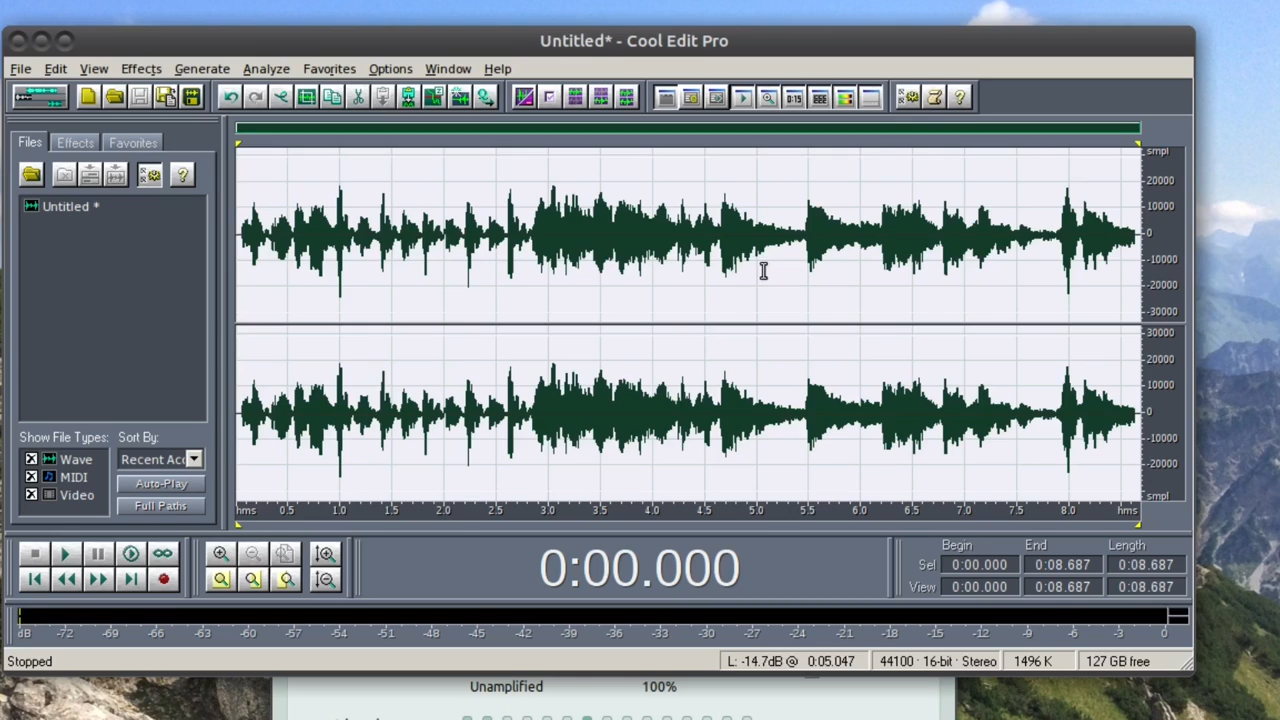 Untitled* - Cool Edit Pro
File Edit View Effects Generate Analyze Favorites Options Window Help
0:15
Files Effects Favorites
?
Untitled *
Show File Types: Sort By:
Wave Recent Acc
MIDI Auto-Play
Video Full Paths
smpl
20000
10000
0
-10000
-20000
-30000
30000
20000
10000
0
-10000
-20000
smpl
hms 0.5 1.0 1.5 2.0 2.5 3.0 3.5 4.0 4.5 5.0 5.5 6.0 6.5 7.0 7.5 8.0 hms
0:00.000
Begin End Length
Sel 0:00.000 0:08.687 0:08.687
View 0:00.000 0:08.687 0:08.687
dB -72 -69 -66 -63 -60 -57 -54 -51 -48 -45 -42 -39 -36 -33 -30 -27 -24 -21 -18 -15 -12 -9 -6 -3 0
Stopped L: -14.7dB @ 0:05.047 44100 · 16-bit · Stereo 1496 K 127 GB free
Unamplified 100%